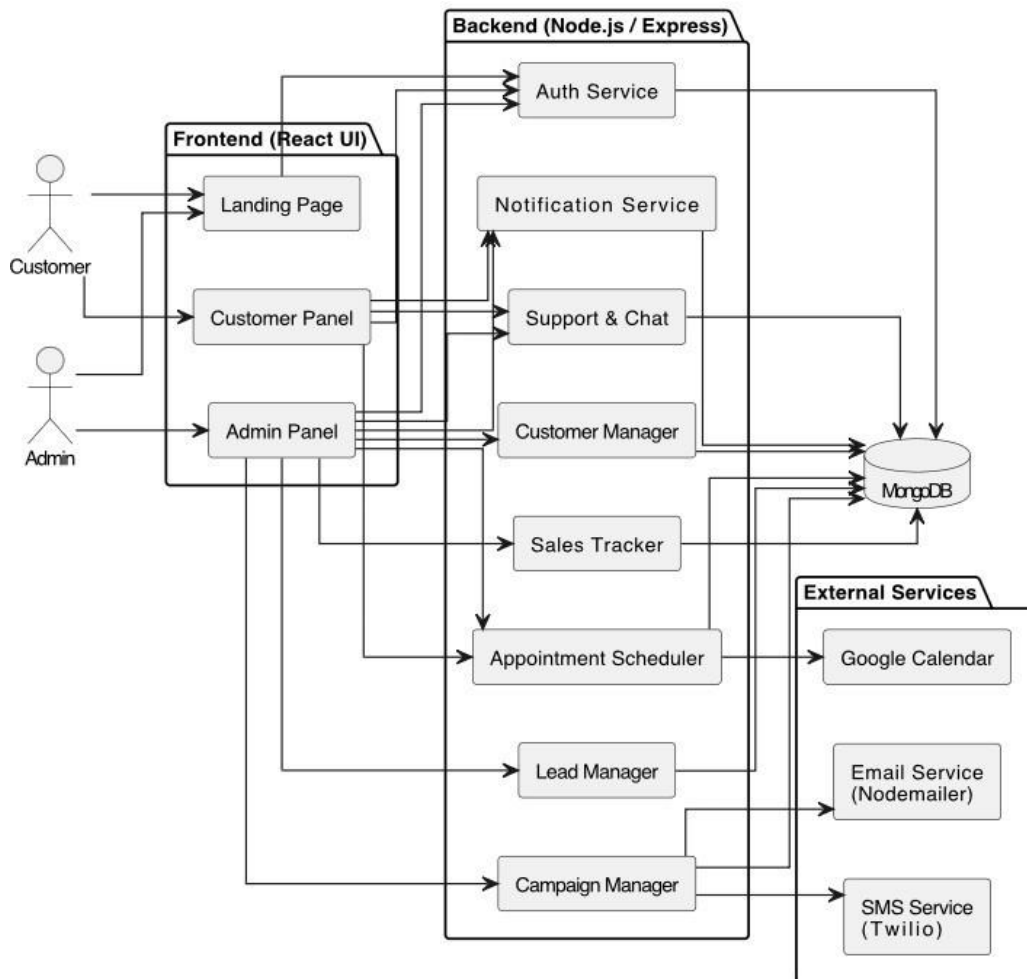 Backend (Node.js / Express)
Auth Service
Frontend (React UI)
Landing Page
Notification Service
Customer
Customer Panel
Support & Chat
Admin Panel
Customer Manager
Admin
MongoDB
Sales Tracker
External Services
Appointment Scheduler
Google Calendar
Lead Manager
Email Service
(Nodemailer)
Campaign Manager
SMS Service
(Twilio)